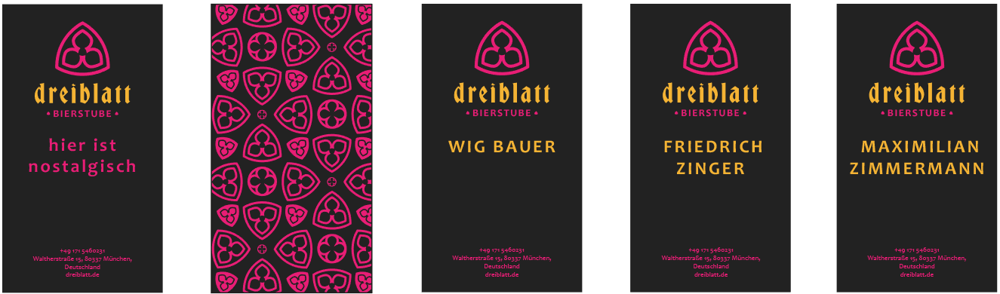 dreiblatt
• BIERSTUBE •
hier ist
nostalgisch
+49 171 5460231
Waltherstraße 15, 80337 München,
Deutschland
dreiblatt.de
dreiblatt
• BIERSTUBE •
WIG BAUER
+49 171 5460231
Waltherstraße 15, 80337 München,
Deutschland
dreiblatt.de
dreiblatt
• BIERSTUBE •
FRIEDRICH
ZINGER
+49 171 5460231
Waltherstraße 15, 80337 München,
Deutschland
dreiblatt.de
dreiblatt
• BIERSTUBE •
MAXIMILIAN
ZIMMERMANN
+49 171 5460231
Waltherstraße 15, 80337 München,
Deutschland
dreiblatt.de